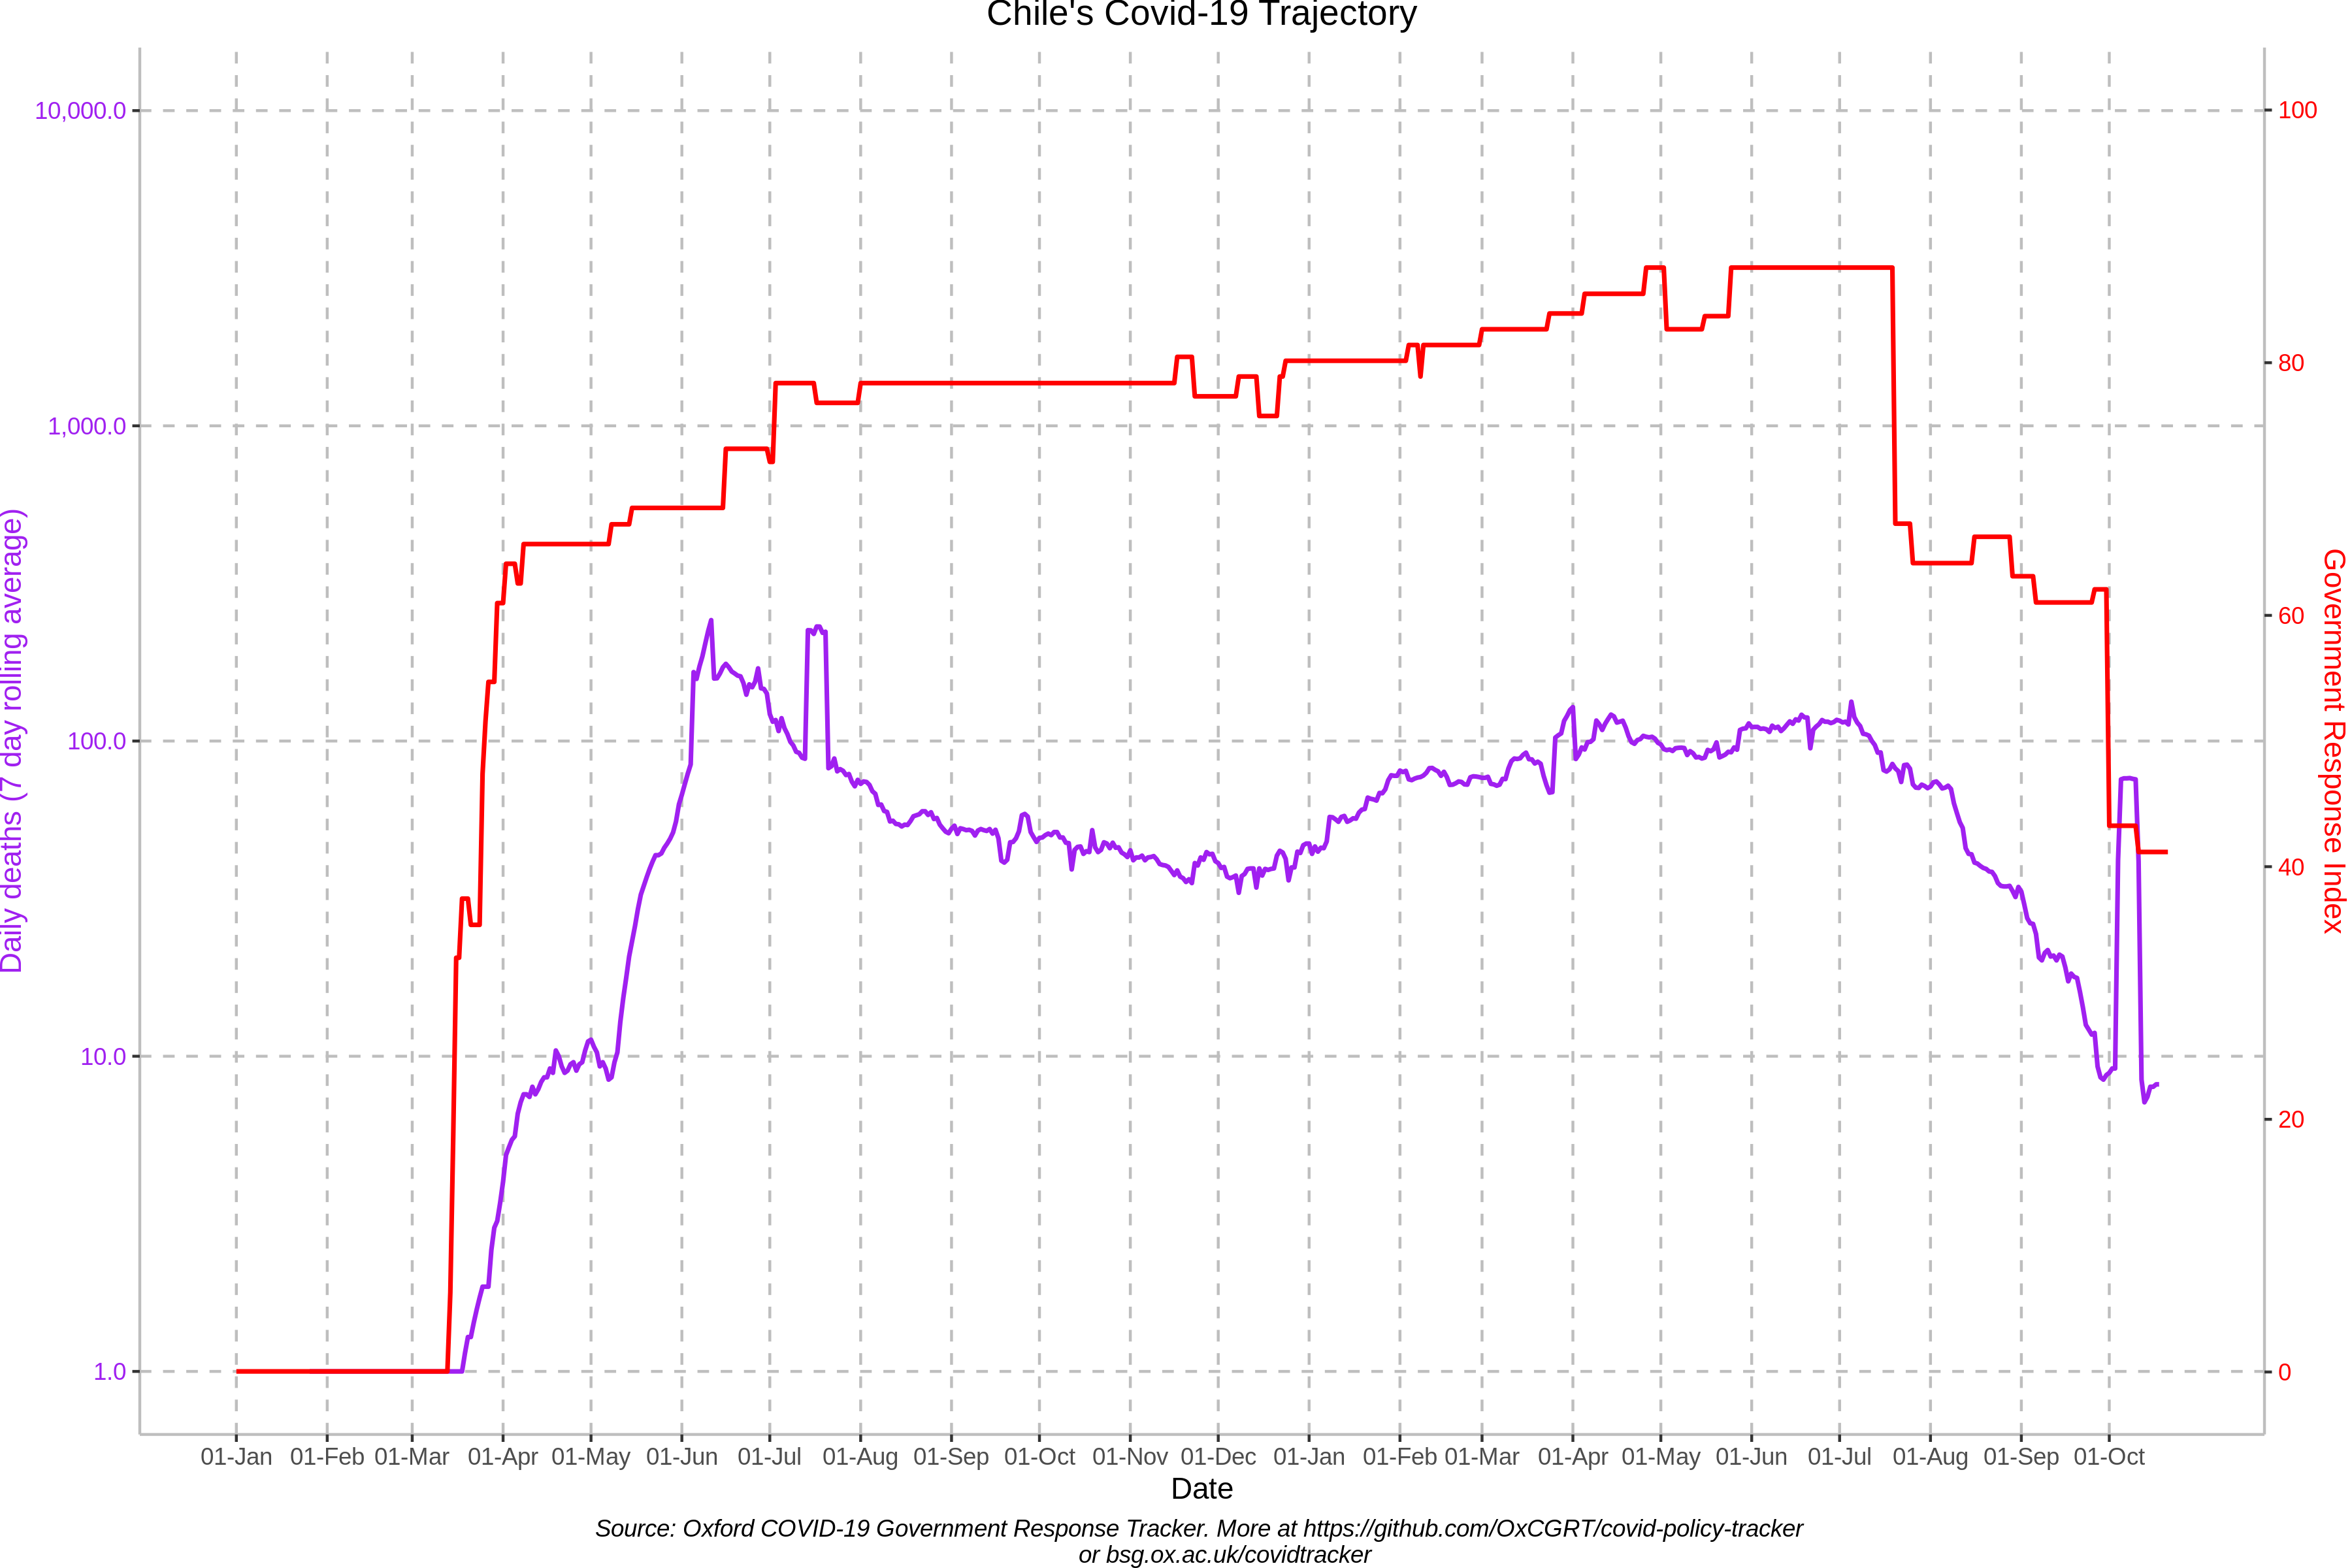 Chile's Covid-19 Trajectory
10,000.0
1,000.0
100.0
10.0
1.0
Daily deaths (7 day rolling average)
100
80
60
40
20
0
Government Response Index
01-Jan 01-Feb 01-Mar 01-Apr 01-May 01-Jun 01-Jul 01-Aug 01-Sep 01-Oct 01-Nov 01-Dec 01-Jan 01-Feb 01-Mar 01-Apr 01-May 01-Jun 01-Jul 01-Aug 01-Sep 01-Oct
Date
Source: Oxford COVID-19 Government Response Tracker. More at https://github.com/OxCGRT/covid-policy-tracker
or bsg.ox.ac.uk/covidtracker